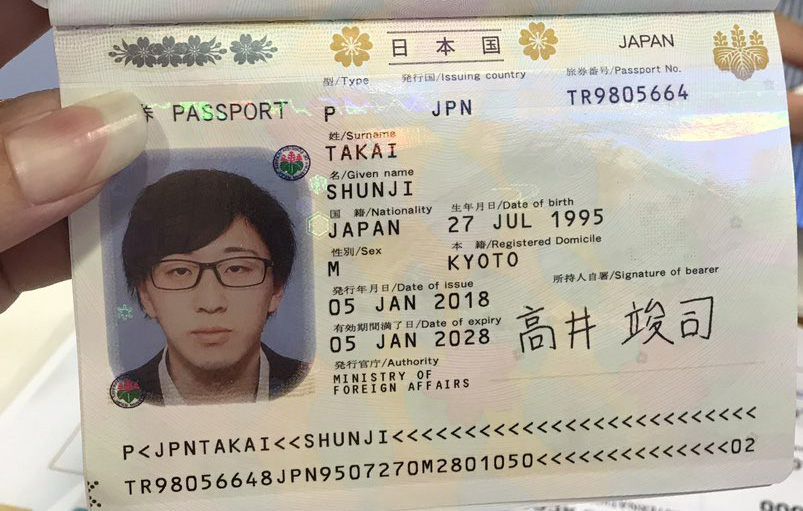 日本国 JAPAN
型/Type 発行国/Issuing country 旅券番号/Passport No.
券 PASSPORT P JPN TR9805664
姓/Surname
TAKAI
名/Given name
SHUNJI
国 籍/Nationality 生年月日/Date of birth
JAPAN 27 JUL 1995
性別/Sex 本 籍/Registered Domicile
M KYOTO
発行年月日/Date of issue 所持人自署/Signature of bearer
05 JAN 2018
高井 竣司
有効期間満了日/Date of expiry
05 JAN 2028
発行官庁/Authority
MINISTRY OF
FOREIGN AFFAIRS
P<JPNTAKAI<<SHUNJI<<<<<<<<<<<<<<<<<<<<<<<<<<
TR98056648JPN9507270M2801050<<<<<<<<<<<<<<02